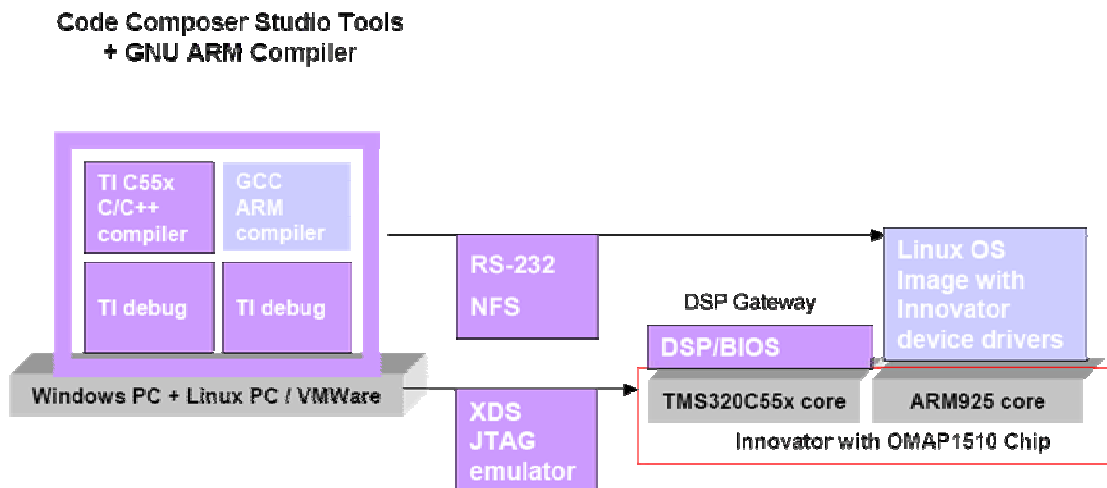 Code Composer Studio Tools
+ GNU ARM Compiler
TI C55x
C/C++
compiler
GCC
ARM
compiler
TI debug
TI debug
Windows PC + Linux PC / VMWare
RS-232
NFS
XDS
JTAG
emulator
DSP Gateway
DSP/BIOS
Linux OS
Image with
Innovator
device drivers
TMS320C55x core
ARM925 core
Innovator with OMAP1510 Chip